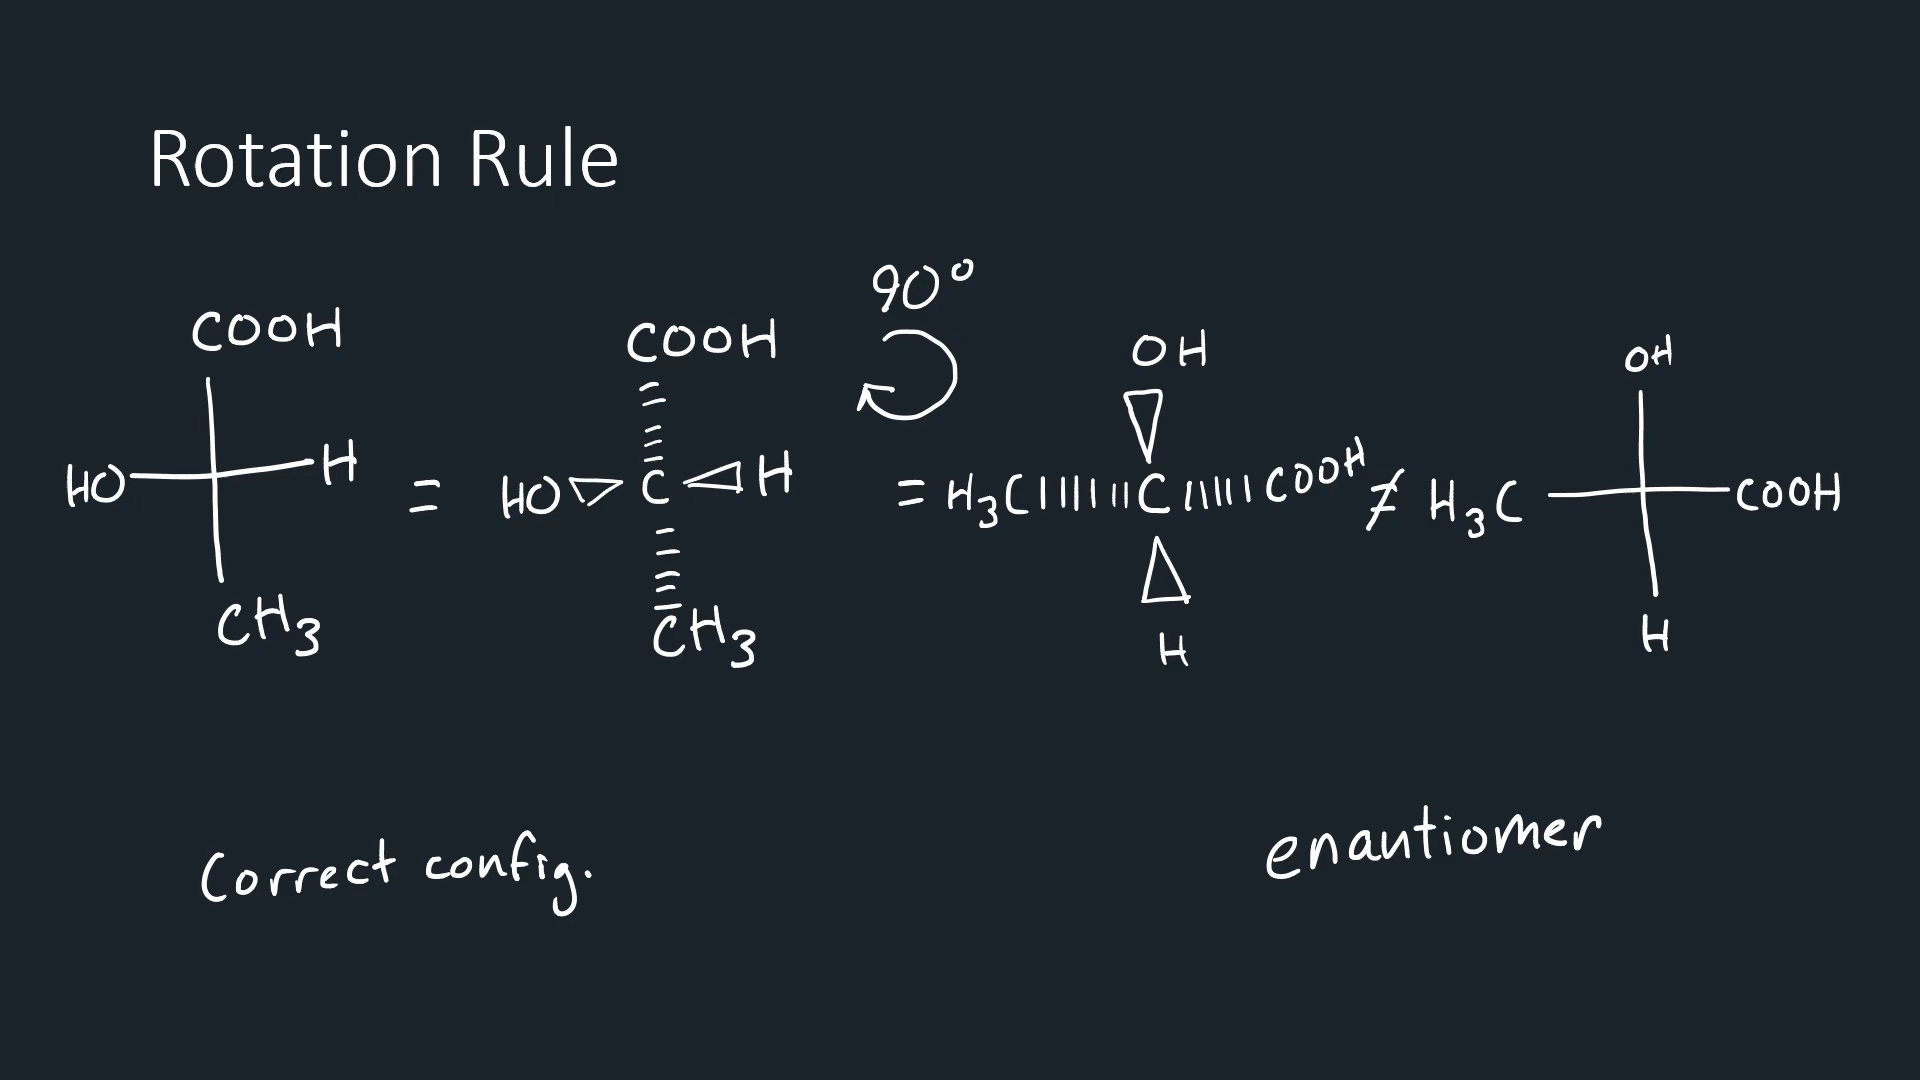 Rotation Rule
90°
COOH COOH OH OH
HO H = HO C H = H3C C COOH ≠ H3C COOH
CH3 CH3 H H
Correct config. enantiomer